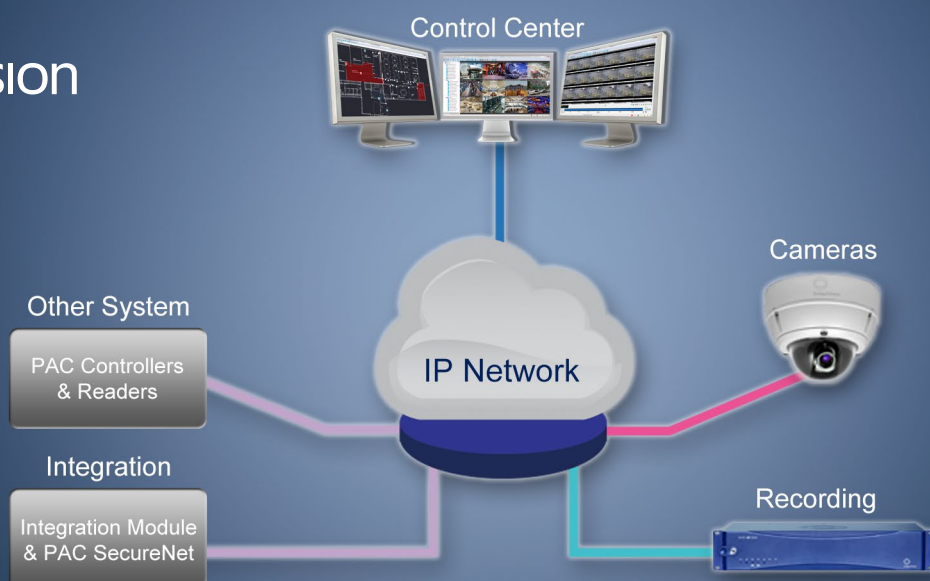 Control Center
sion
Cameras
Other System
PAC Controllers
& Readers
IP Network
Integration
Integration Module
& PAC SecureNet
Recording